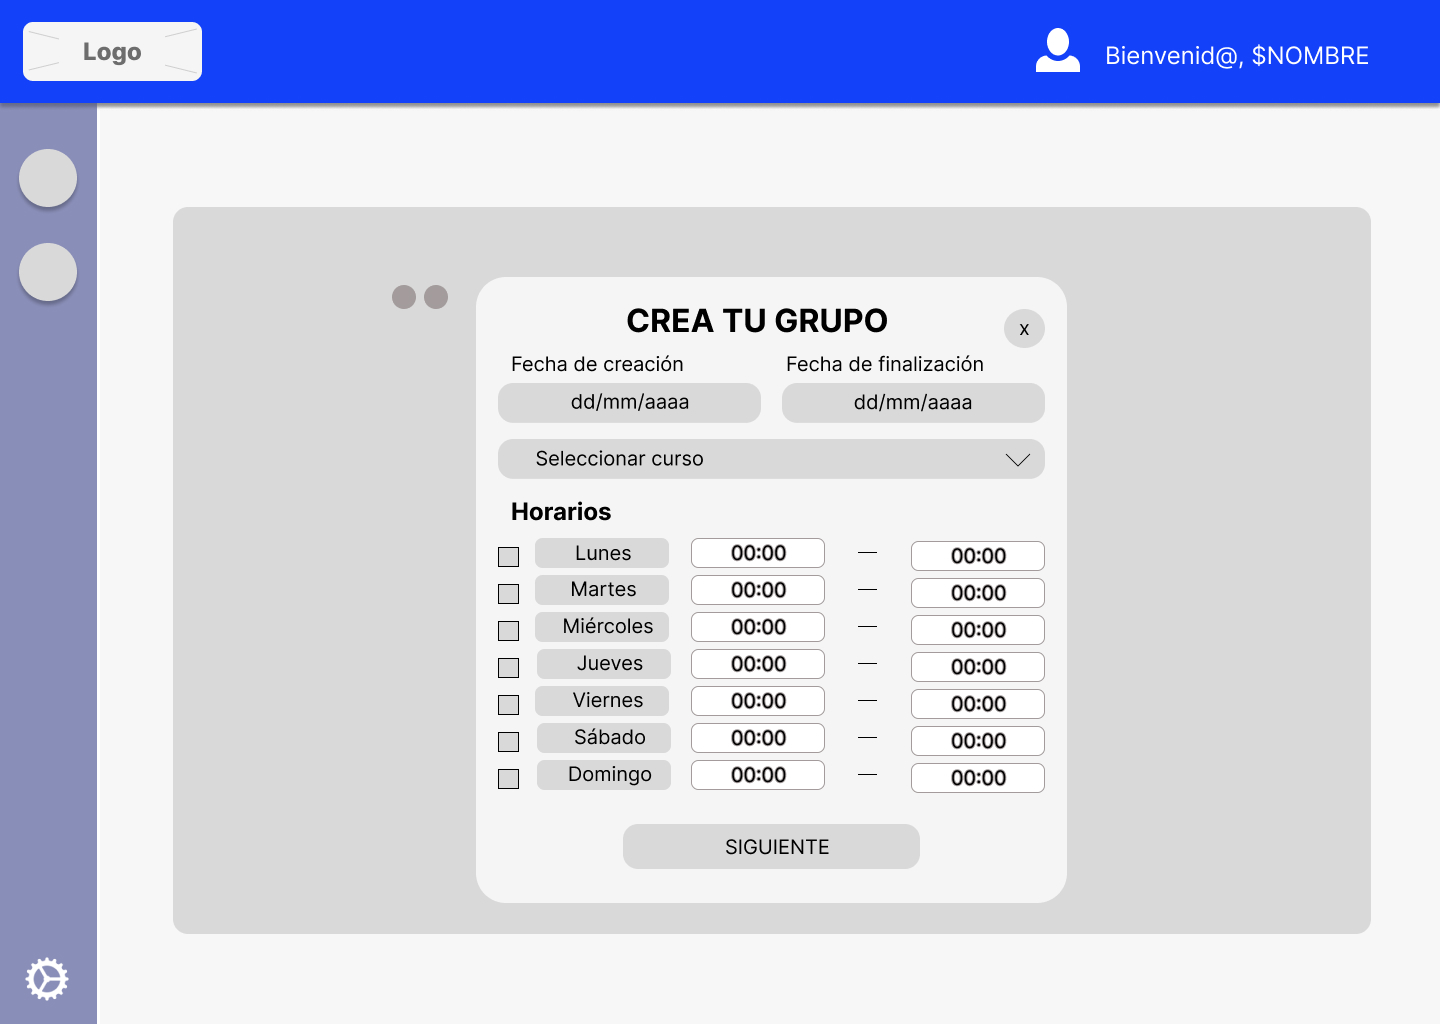 Logo
Bienvenid@, $NOMBRE
CREA TU GRUPO
x
Fecha de creación Fecha de finalización
dd/mm/aaaa dd/mm/aaaa
Seleccionar curso
Horarios
Lunes 00:00 — 00:00
Martes 00:00 — 00:00
Miércoles 00:00 — 00:00
Jueves 00:00 — 00:00
Viernes 00:00 — 00:00
Sábado 00:00 — 00:00
Domingo 00:00 — 00:00
SIGUIENTE